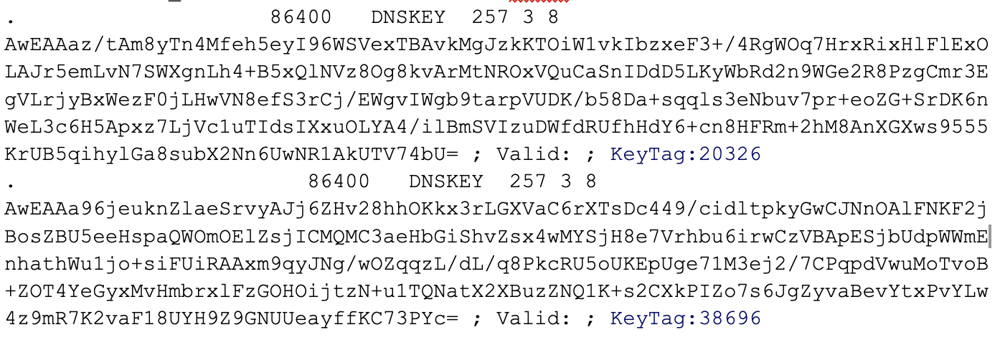 . 86400 DNSKEY 257 3 8
AwEAAaz/tAm8yTn4Mfeh5eyI96WSVexTBAvkMgJzkKTOiW1vkIbzxeF3+/4RgWOq7HrxRixHlFlExO
LAJr5emLvN7SWXgnLh4+B5xQlNVz8Og8kvArMtNROxVQuCaSnIDdD5LKyWbRd2n9WGe2R8PzgCmr3E
gVLrjyBxWezF0jLHwVN8efS3rCj/EWgvIWgb9tarpVUDK/b58Da+sqqls3eNbuv7pr+eoZG+SrDK6n
WeL3c6H5Apxz7LjVc1uTIdsIXxuOLYA4/ilBmSVIzuDWfdRUfhHdY6+cn8HFRm+2hM8AnXGXws9555
KrUB5qihylGa8subX2Nn6UwNR1AkUTV74bU= ; Valid: ; KeyTag:20326
. 86400 DNSKEY 257 3 8
AwEAAa96jeuknZlaeSrvyAJj6ZHv28hhOKkx3rLGXVaC6rXTsDc449/cidltpkyGwCJNnOAlFNKF2j
BosZBU5eeHspaQWOmOElZsjICMQMC3aeHbGiShvZsx4wMYSjH8e7Vrhbu6irwCzVBApESjbUdpWWmE
nhathWu1jo+siFUiRAAxm9qyJNg/wOZqqzL/dL/q8PkcRU5oUKEpUge71M3ej2/7CPqpdVwuMoTvoB
+ZOT4YeGyxMvHmbrxlFzGOHOijtzN+u1TQNatX2XBuzZNQ1K+s2CXkPIZo7s6JgZyvaBevYtxPvYLw
4z9mR7K2vaF18UYH9Z9GNUUeayffKC73PYc= ; Valid: ; KeyTag:38696